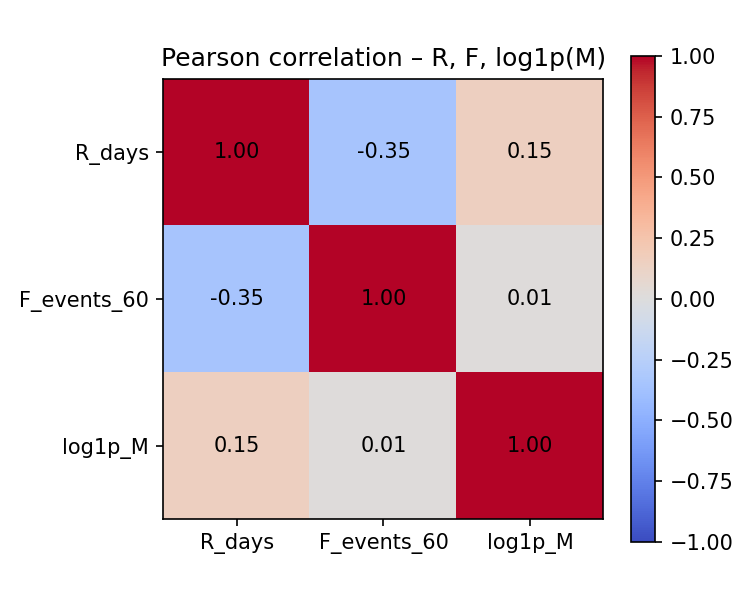 Pearson correlation – R, F, log1p(M)
R_days
1.00
-0.35
0.15
F_events_60
-0.35
1.00
0.01
log1p_M
0.15
0.01
1.00
R_days
F_events_60
log1p_M
1.00
0.75
0.50
0.25
0.00
−0.25
−0.50
−0.75
−1.00